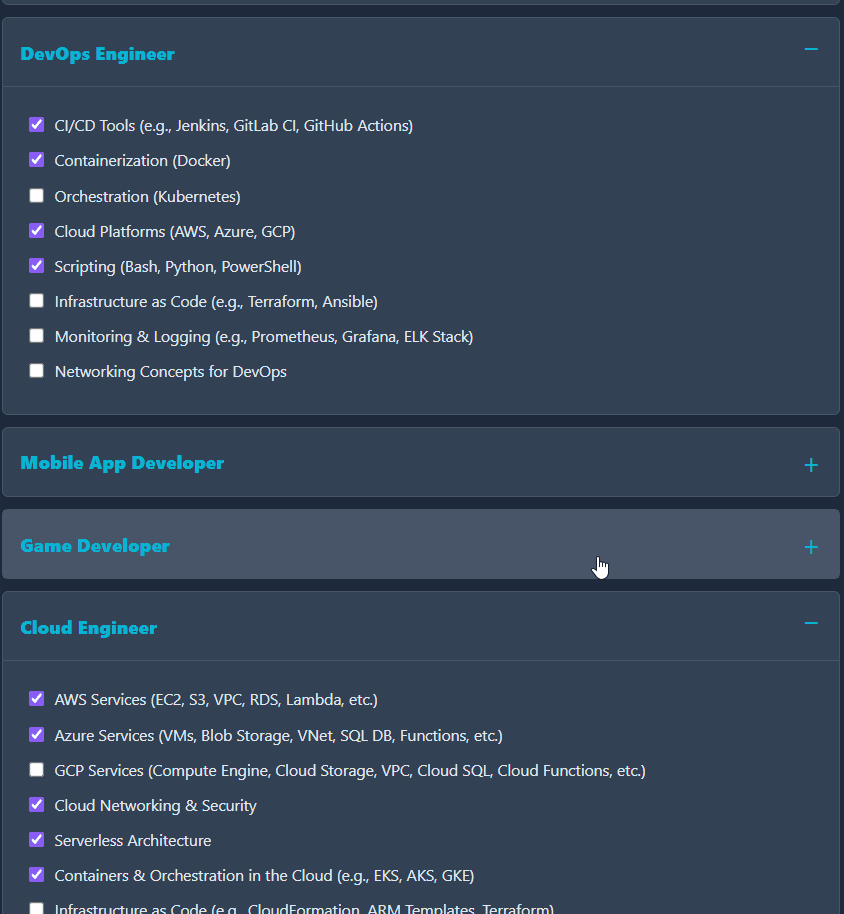 DevOps Engineer
CI/CD Tools (e.g., Jenkins, GitLab CI, GitHub Actions)
Containerization (Docker)
Orchestration (Kubernetes)
Cloud Platforms (AWS, Azure, GCP)
Scripting (Bash, Python, PowerShell)
Infrastructure as Code (e.g., Terraform, Ansible)
Monitoring & Logging (e.g., Prometheus, Grafana, ELK Stack)
Networking Concepts for DevOps
Mobile App Developer
Game Developer
Cloud Engineer
AWS Services (EC2, S3, VPC, RDS, Lambda, etc.)
Azure Services (VMs, Blob Storage, VNet, SQL DB, Functions, etc.)
GCP Services (Compute Engine, Cloud Storage, VPC, Cloud SQL, Cloud Functions, etc.)
Cloud Networking & Security
Serverless Architecture
Containers & Orchestration in the Cloud (e.g., EKS, AKS, GKE)
Infrastructure as Code (e.g., CloudFormation, ARM Templates, Terraform)